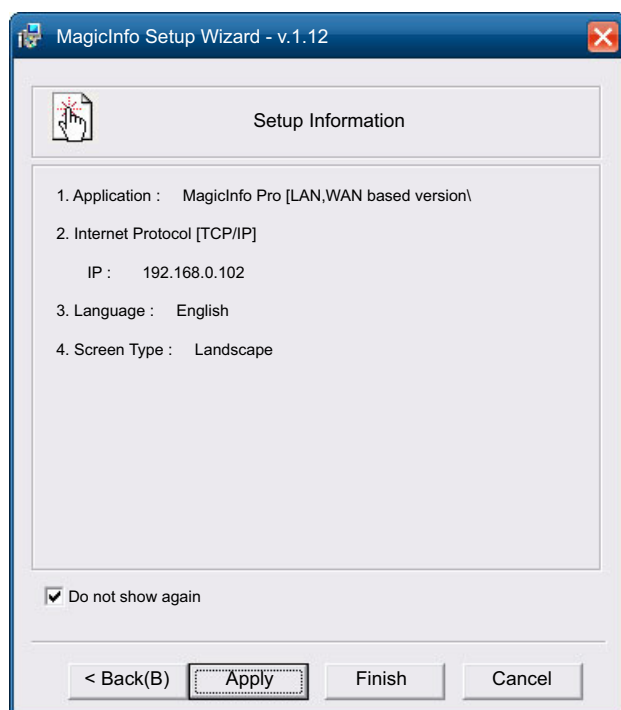 MagicInfo Setup Wizard - v.1.12
Setup Information
1. Application : MagicInfo Pro [LAN,WAN based version\
2. Internet Protocol [TCP/IP]
IP : 192.168.0.102
3. Language : English
4. Screen Type : Landscape
Do not show again
< Back(B) Apply Finish Cancel